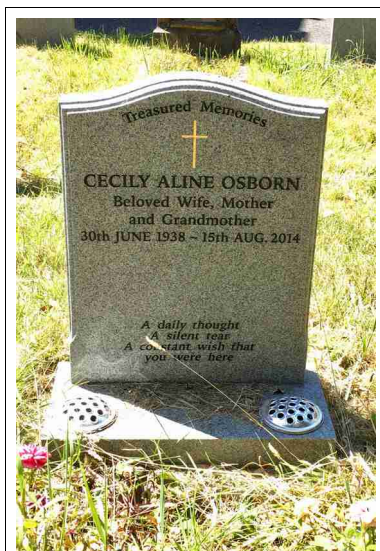 Treasured Memories
CECILY ALINE OSBORN
Beloved Wife, Mother
and Grandmother
30th JUNE 1938 ~ 15th AUG. 2014
A daily thought
A silent tear
A constant wish that
you were here